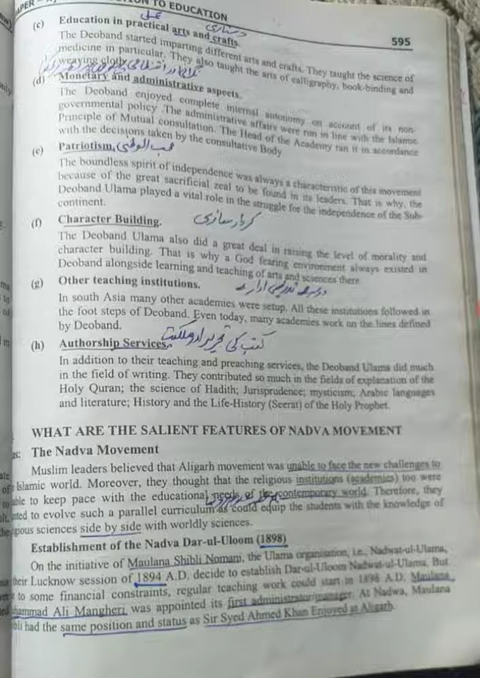 TO EDUCATION
595
(c) Education in practical arts and crafts.
The Deoband started imparting different arts and crafts. They taught the science of
medicine in particular. They also taught the arts of calligraphy, book-binding and
weaving cloth.
(d) Monetary and administrative aspects.
The Deoband enjoyed complete internal autonomy on account of its non-
governmental policy. The administrative affairs were run in line with the Islamic
Principle of Mutual consultation. The Head of the Academy ran it in accordance
with the decisions taken by the consultative Body
(e) Patriotism. حب الوطنی
The boundless spirit of independence was always a characteristic of this movement
because of the great sacrificial zeal to be found in its leaders. That is why, the
Deoband Ulama played a vital role in the struggle for the independence of the Sub-
continent.
(f) Character Building. کردار سازی
The Deoband Ulama also did a great deal in raising the level of morality and
character building. That is why a God fearing environment always existed in
Deoband alongside learning and teaching of arts and sciences there.
(g) Other teaching institutions. دوسرے تدریسی ادارے
In south Asia many other academies were setup. All these institutions followed in
the foot steps of Deoband. Even today, many academies work on the lines defined
by Deoband.
(h) Authorship Services. کتب کی تحریر
In addition to their teaching and preaching services, the Deoband Ulama did much
in the field of writing. They contributed so much in the fields of explanation of the
Holy Quran; the science of Hadith; Jurisprudence; mysticism; Arabic languages
and literature; History and the Life-History (Seerat) of the Holy Prophet.
WHAT ARE THE SALIENT FEATURES OF NADVA MOVEMENT
The Nadva Movement
Muslim leaders believed that Aligarh movement was unable to face the new challenges to
Islamic world. Moreover, they thought that the religious institutions (academies) too were
able to keep pace with the educational needs of the contemporary world. Therefore, they
to evolve such a parallel curriculum as could equip the students with the knowledge of
sciences side by side with worldly sciences.
Establishment of the Nadva Dar-ul-Uloom (1898)
On the initiative of Maulana Shibli Nomani, the Ulama organisation, i.e., Nadwat-ul-Ulama,
their Lucknow session of 1894 A.D. decide to establish Dar-ul-Uloom Nadwat-ul-Ulama. But
to some financial constraints, regular teaching work could start in 1898 A.D. Maulana
Ali Mangheri was appointed its first administrator/manager. At Nadwa, Maulana
had the same position and status as Sir Syed Ahmed Khan Enjoyed at Aligarh.